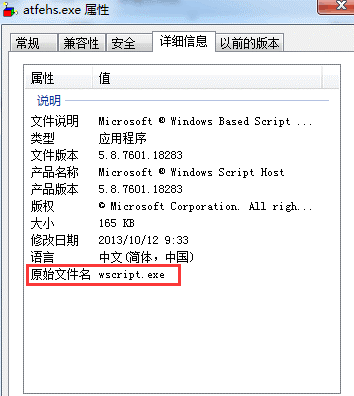 atfehs.exe 属性
常规 兼容性 安全 详细信息 以前的版本
属性 值
说明
文件说明 Microsoft ® Windows Based Script ...
类型 应用程序
文件版本 5.8.7601.18283
产品名称 Microsoft ® Windows Script Host
产品版本 5.8.7601.18283
版权 © Microsoft Corporation. All righ...
大小 165 KB
修改日期 2013/10/12 9:33
语言 中文(简体，中国)
原始文件名 wscript.exe